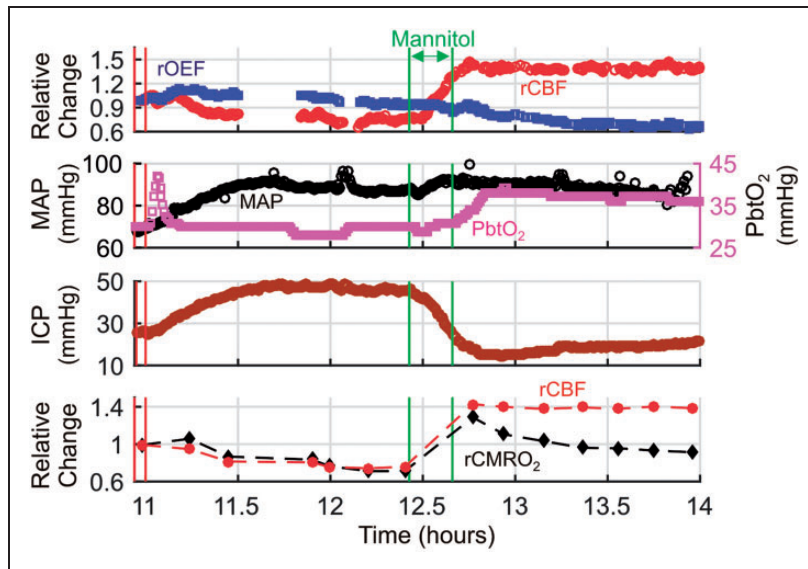 Mannitol
rOEF
rCBF
Relative
Change
1.5
1.2
0.9
0.6
MAP
(mmHg)
100
80
60
MAP
PbtO₂
45
35
25
PbtO₂
(mmHg)
ICP
(mmHg)
50
30
10
Relative
Change
1.4
1
0.6
rCBF
rCMRO₂
11 11.5 12 12.5 13 13.5 14
Time (hours)